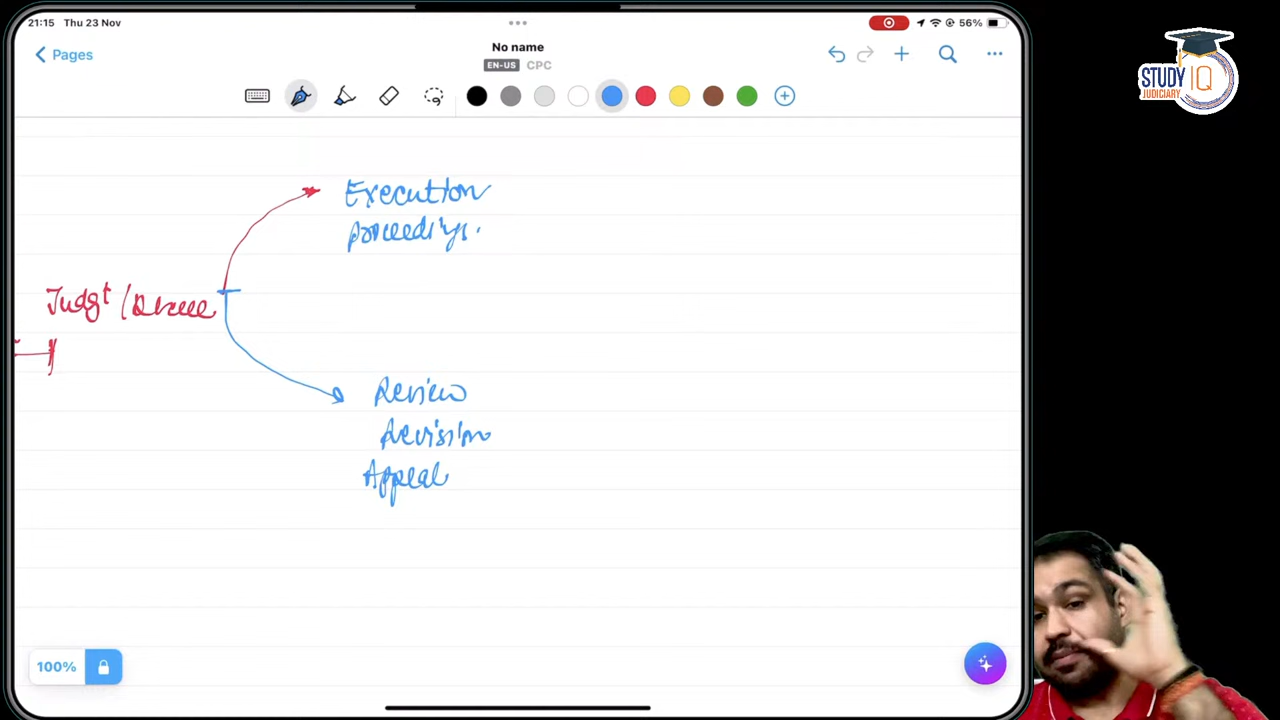 21:15 Thu 23 Nov
56%
Pages
No name
EN-US CPC
STUDY IQ
JUDICIARY
Execution
proceedings.
Judgt / Decree
Review
Revision
Appeal
100%